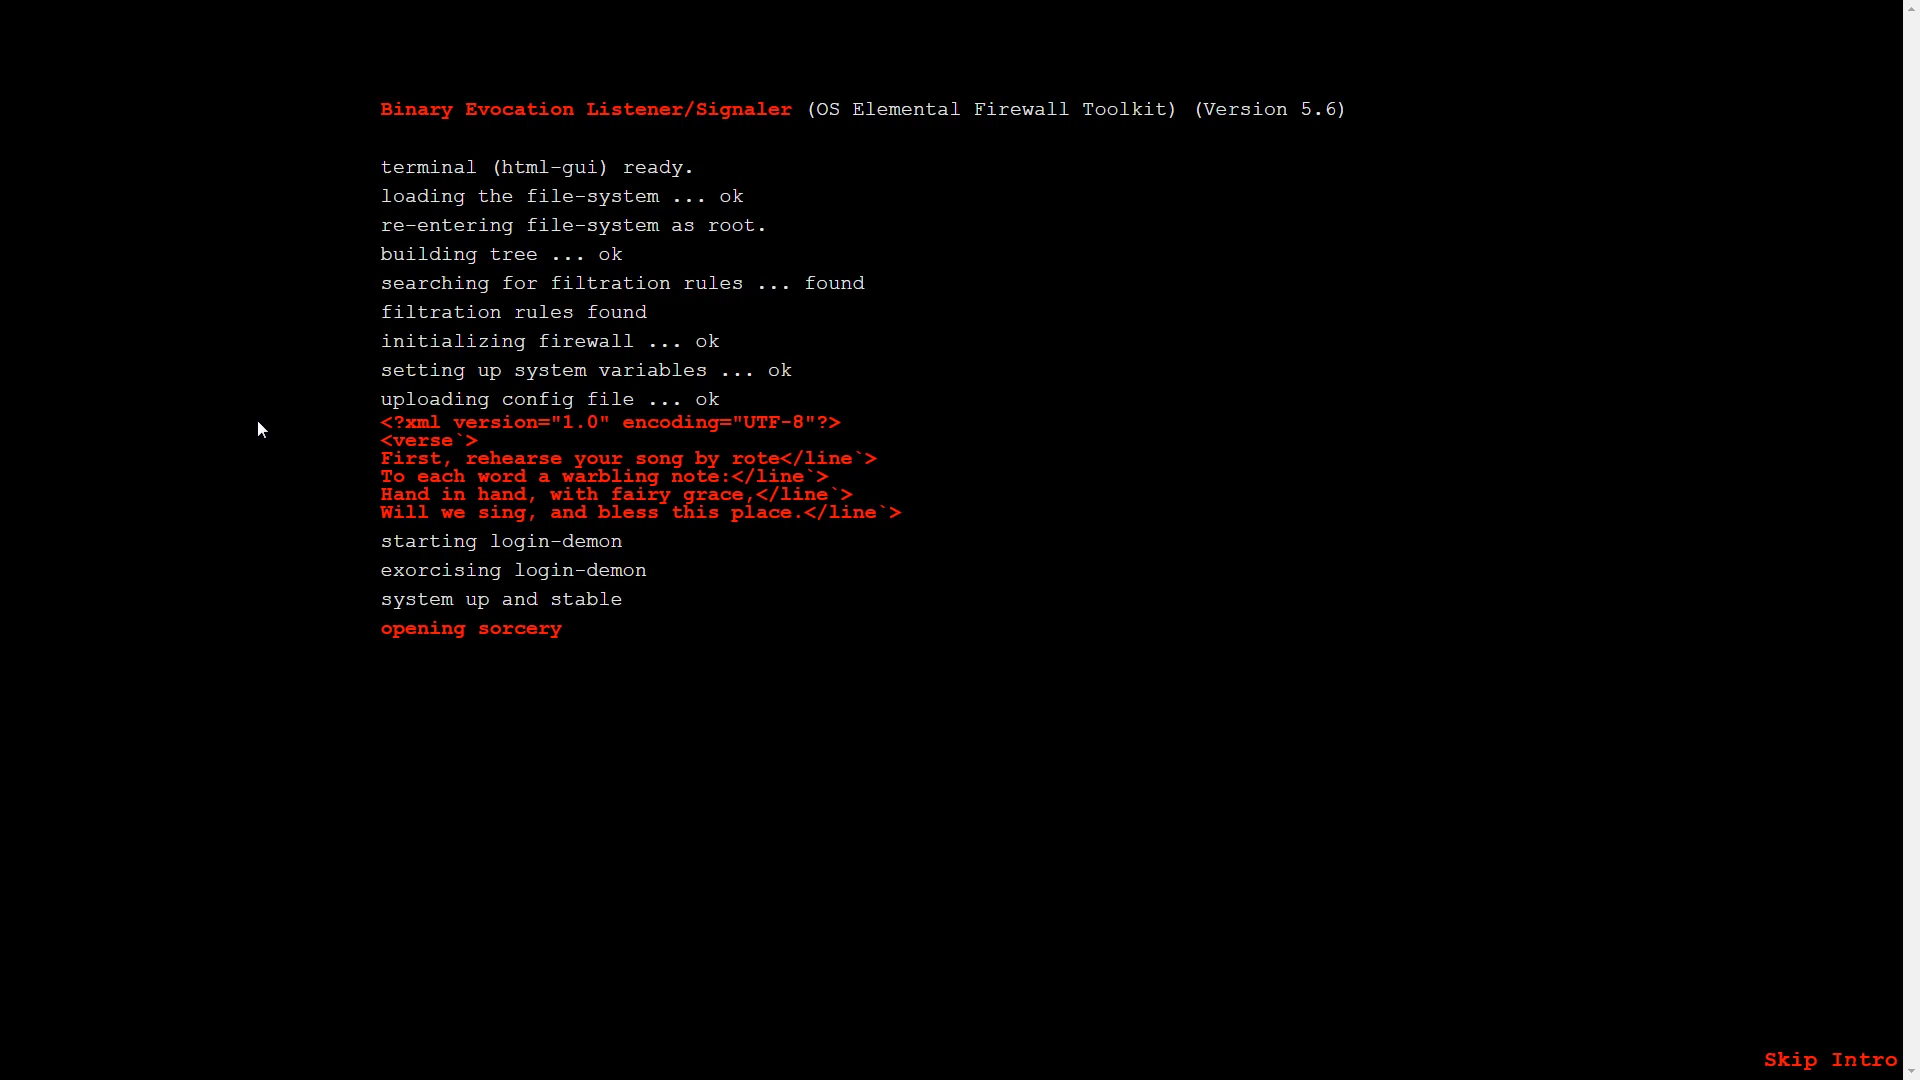 Binary Evocation Listener/Signaler (OS Elemental Firewall Toolkit) (Version 5.6)
terminal (html-gui) ready.
loading the file-system ... ok
re-entering file-system as root.
building tree ... ok
searching for filtration rules ... found
filtration rules found
initializing firewall ... ok
setting up system variables ... ok
uploading config file ... ok
<?xml version="1.0" encoding="UTF-8"?>
<verse`>
First, rehearse your song by rote</line`>
To each word a warbling note:</line`>
Hand in hand, with fairy grace,</line`>
Will we sing, and bless this place.</line`>
starting login-demon
exorcising login-demon
system up and stable
opening sorcery
Skip Intro